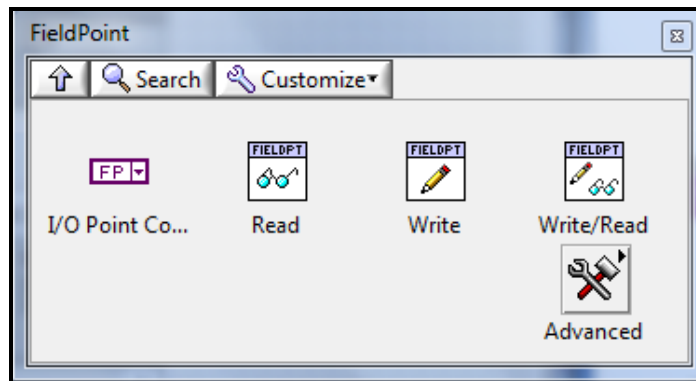 FieldPoint
Search Customize
FP FIELDPT FIELDPT FIELDPT
I/O Point Co... Read Write Write/Read
Advanced